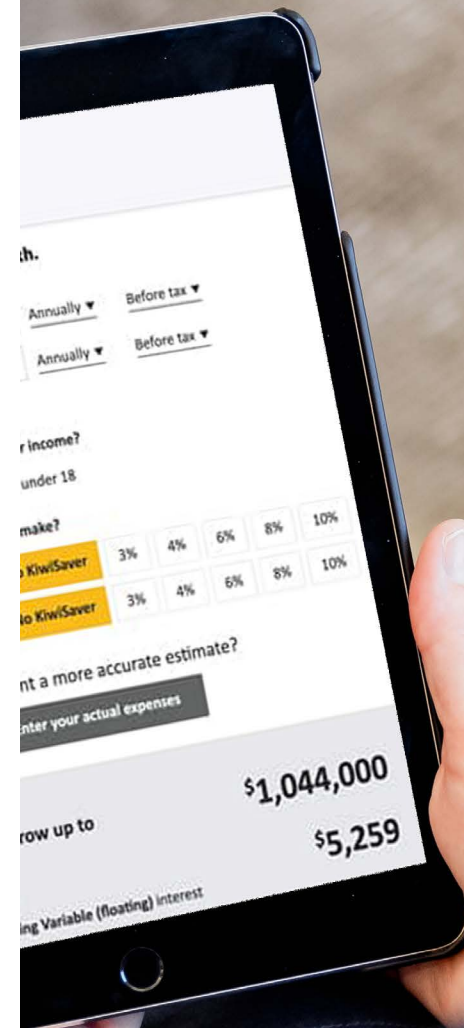 th.
Annually ▼ Before tax ▼
Annually ▼ Before tax ▼
r income?
under 18
make?
o KiwiSaver 3% 4% 6% 8% 10%
No KiwiSaver 3% 4% 6% 8% 10%
nt a more accurate estimate?
nter your actual expenses
$1,044,000
row up to
$5,259
ing Variable (floating) interest